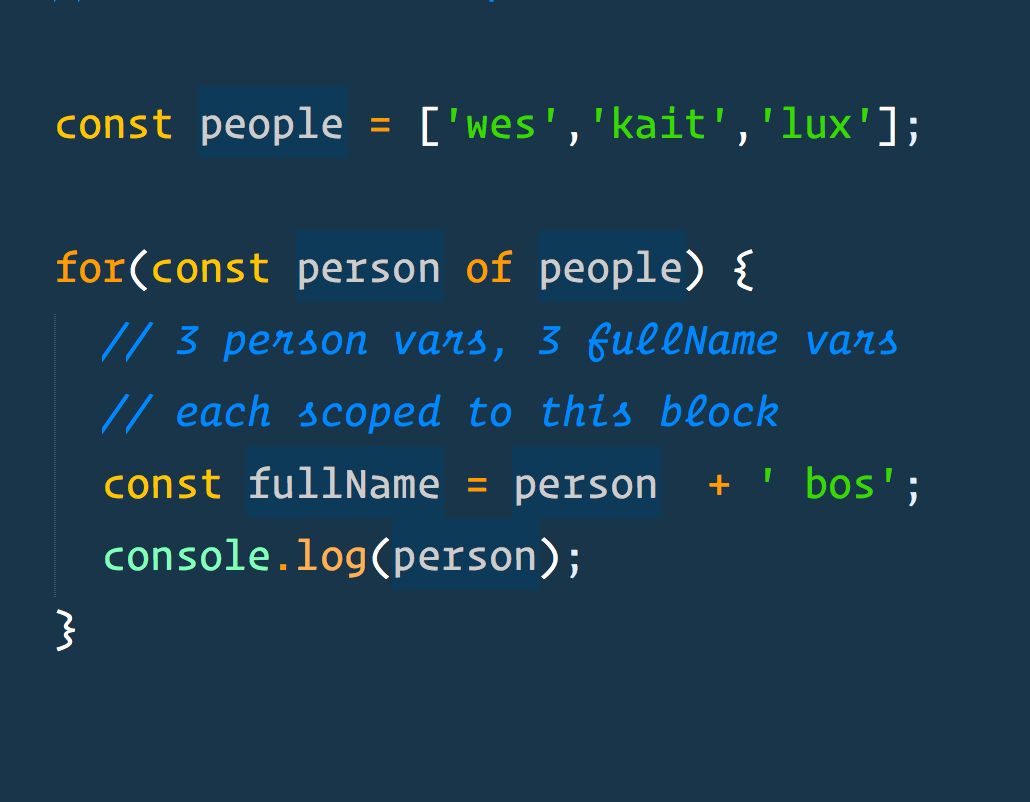 const people = ['wes','kait','lux'];
for(const person of people) {
// 3 person vars, 3 fullName vars
// each scoped to this block
const fullName = person  + ' bos';
console.log(person);
}